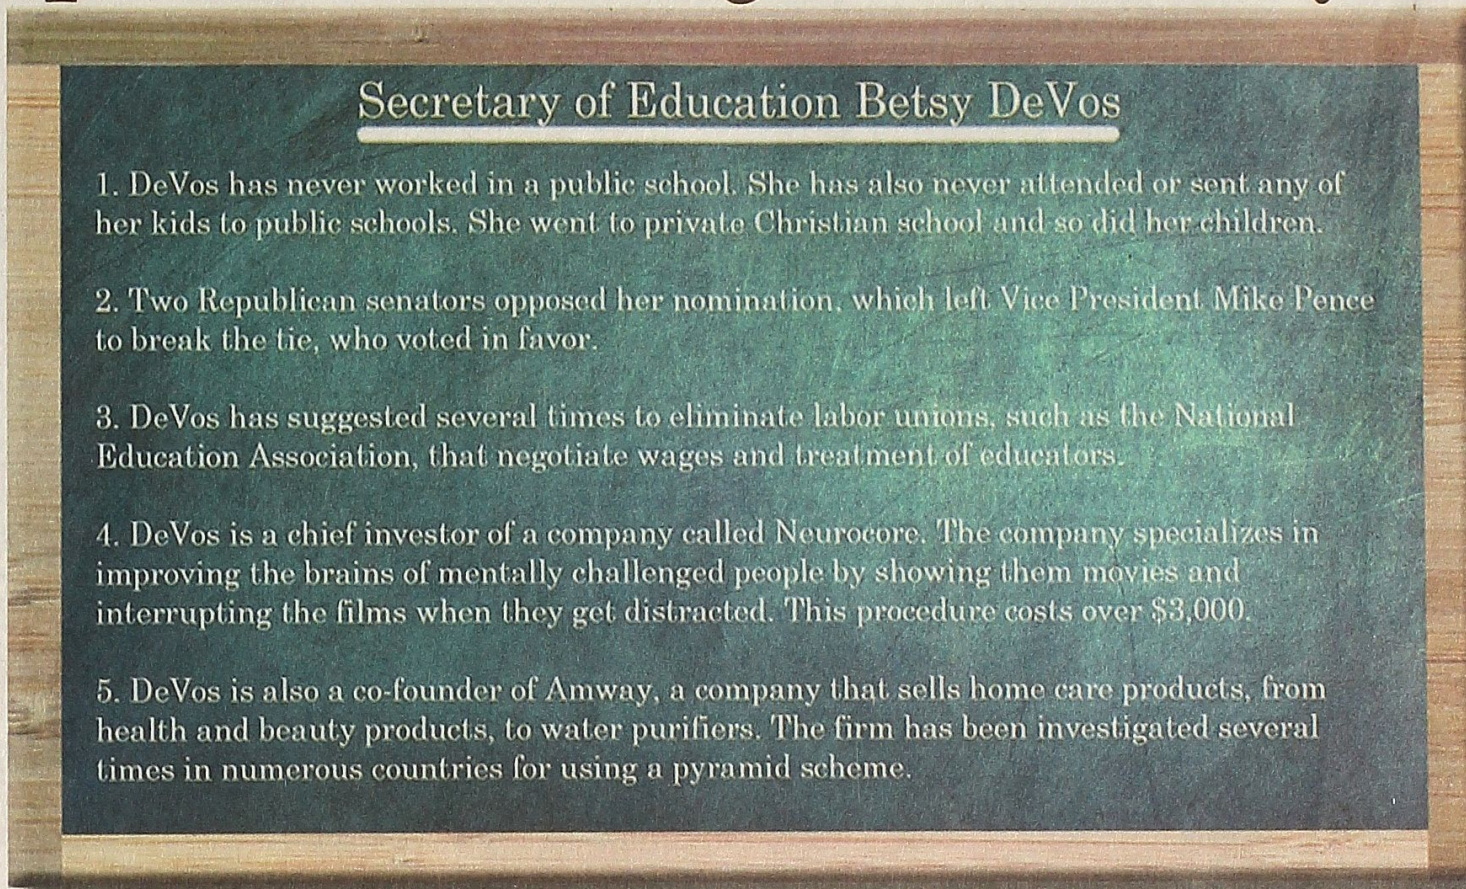 Secretary of Education Betsy DeVos
1. DeVos has never worked in a public school. She has also never attended or sent any of
her kids to public schools. She went to private Christian school and so did her children.
2. Two Republican senators opposed her nomination, which left Vice President Mike Pence
to break the tie, who voted in favor.
3. DeVos has suggested several times to eliminate labor unions, such as the National
Education Association, that negotiate wages and treatment of educators.
4. DeVos is a chief investor of a company called Neurocore. The company specializes in
improving the brains of mentally challenged people by showing them movies and
interrupting the films when they get distracted. This procedure costs over $3,000.
5. DeVos is also a co-founder of Amway, a company that sells home care products, from
health and beauty products, to water purifiers. The firm has been investigated several
times in numerous countries for using a pyramid scheme.